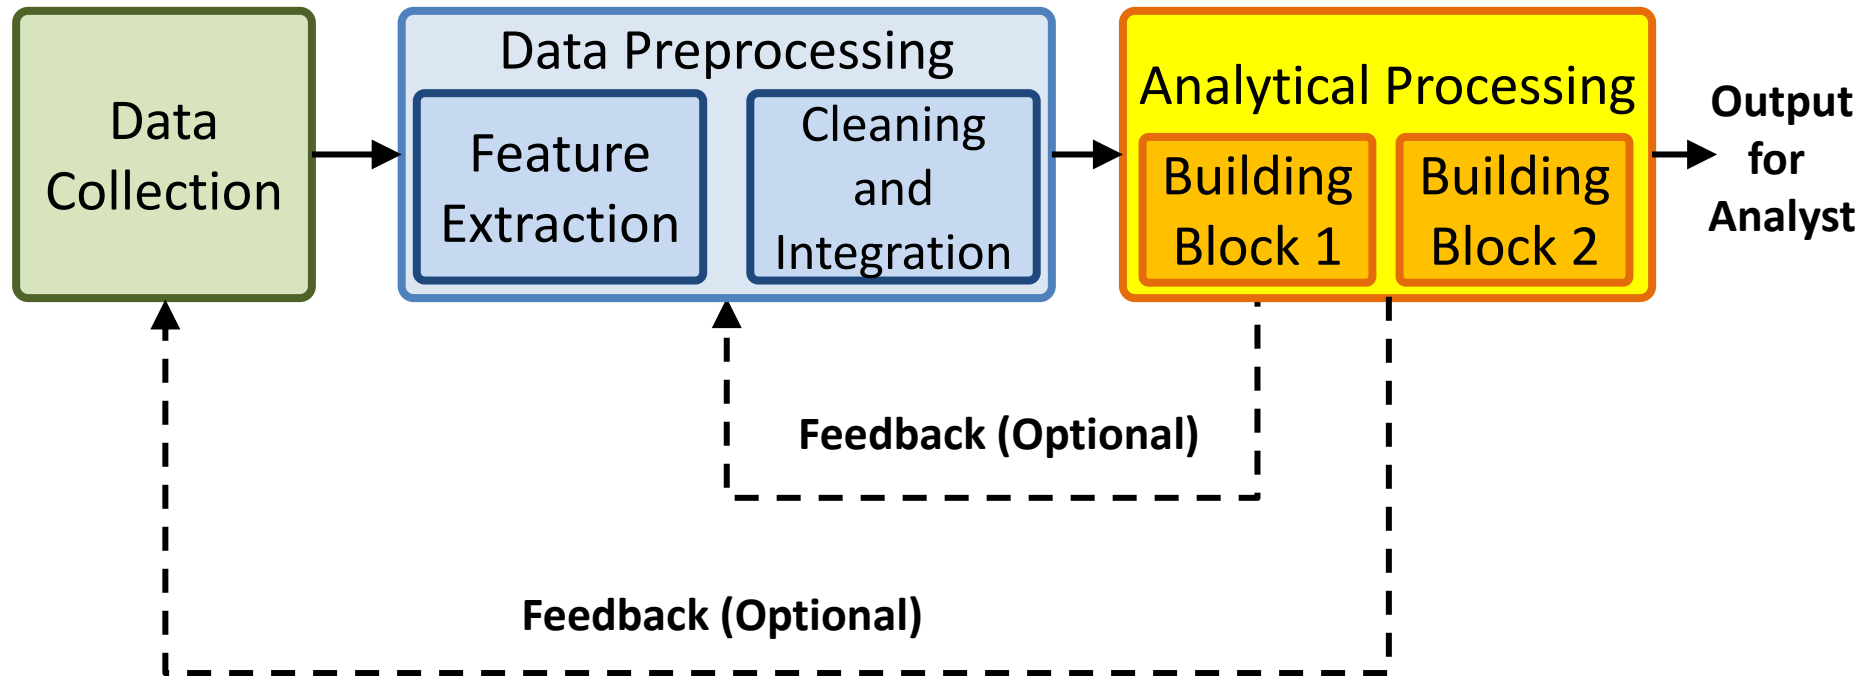 Data
Collection
Data Preprocessing
Feature
Extraction
Cleaning
and
Integration
Analytical Processing
Building
Block 1
Building
Block 2
Output
for
Analyst
Feedback (Optional)
Feedback (Optional)